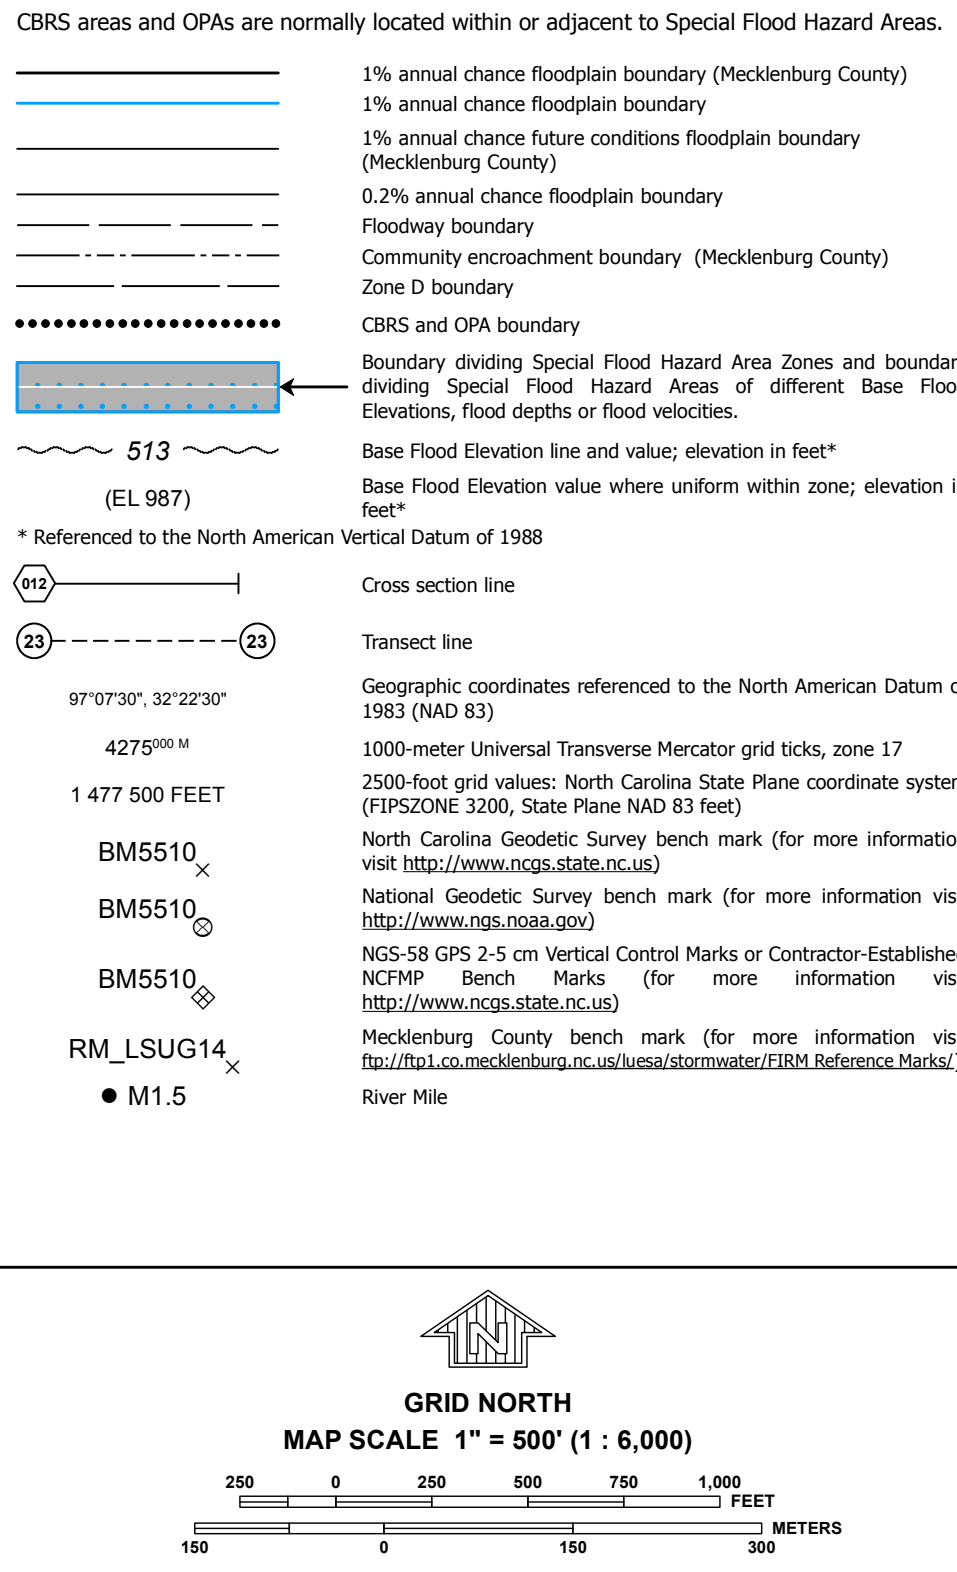 CBRS areas and OPAs are normally located within or adjacent to Special Flood Hazard Areas.
1% annual chance floodplain boundary (Mecklenburg County)
1% annual chance floodplain boundary
1% annual chance future conditions floodplain boundary
(Mecklenburg County)
0.2% annual chance floodplain boundary
Floodway boundary
Community encroachment boundary (Mecklenburg County)
Zone D boundary
CBRS and OPA boundary
Boundary dividing Special Flood Hazard Area Zones and
dividing Special Flood Hazard Areas of different Base
Elevations, flood depths or flood velocities.
513 Base Flood Elevation line and value; elevation in feet*
(EL 987) Base Flood Elevation value where uniform within zone; elevation
feet*
* Referenced to the North American Vertical Datum of 1988
012 Cross section line
23 23 Transect line
97°07'30", 32°22'30" Geographic coordinates referenced to the North American Datum
1983 (NAD 83)
4275000 M 1000-meter Universal Transverse Mercator grid ticks, zone 17
1 477 500 FEET 2500-foot grid values: North Carolina State Plane coordinate
(FIPSZONE 3200, State Plane NAD 83 feet)
BM5510 North Carolina Geodetic Survey bench mark (for more
visit http://www.ncgs.state.nc.us)
BM5510 National Geodetic Survey bench mark (for more information
http://www.ngs.noaa.gov)
BM5510 NGS-58 GPS 2-5 cm Vertical Control Marks or
NCFMP Bench Marks (for more information
http://www.ncgs.state.nc.us)
RM_LSUG14 Mecklenburg County bench mark (for more information
ftp://ftp1.co.mecklenburg.nc.us/luesa/stormwater/FIRM Reference Marks/)
M1.5 River Mile
N
GRID NORTH
MAP SCALE 1" = 500' (1 : 6,000)
250 0 250 500 750 1,000
FEET
METERS
150 0 150 300